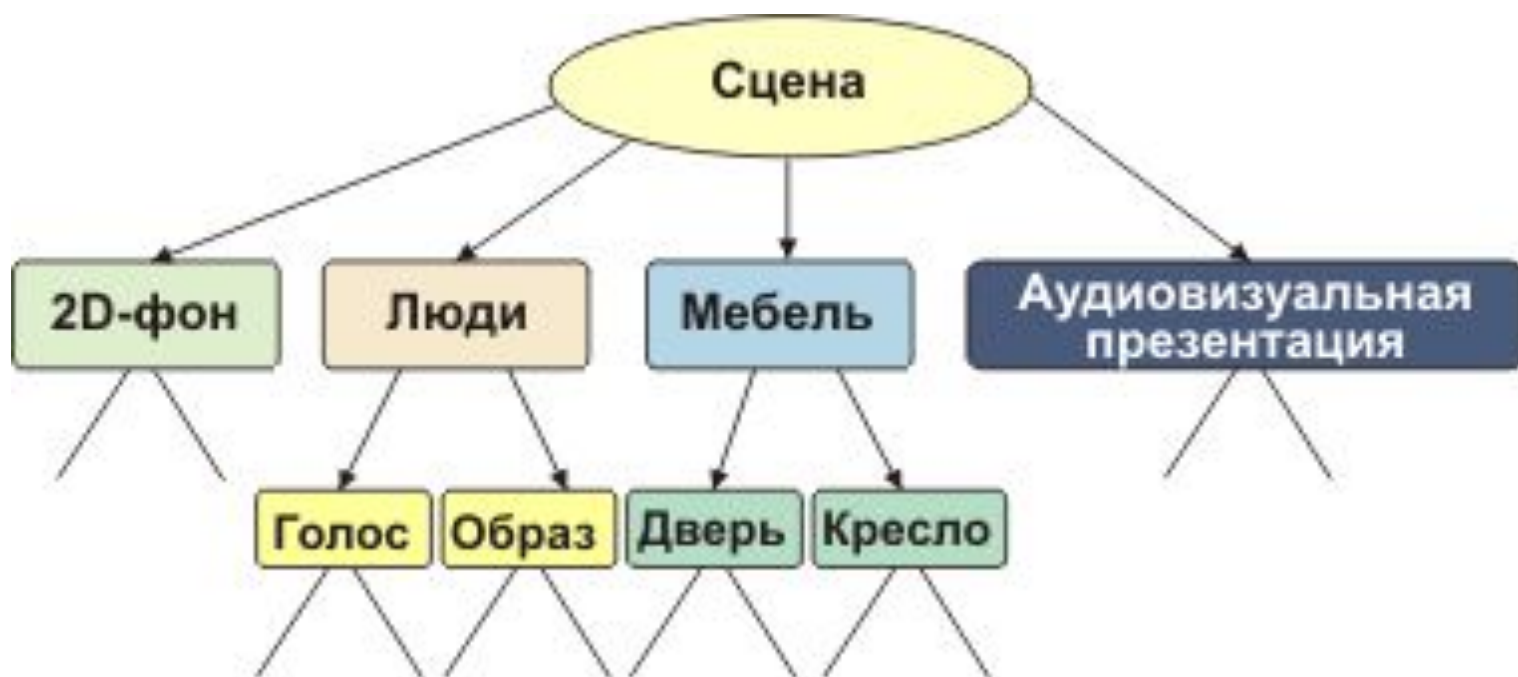 Сцена
2D-фон
Люди
Мебель
Аудиовизуальная
презентация
Голос
Образ
Дверь
Кресло